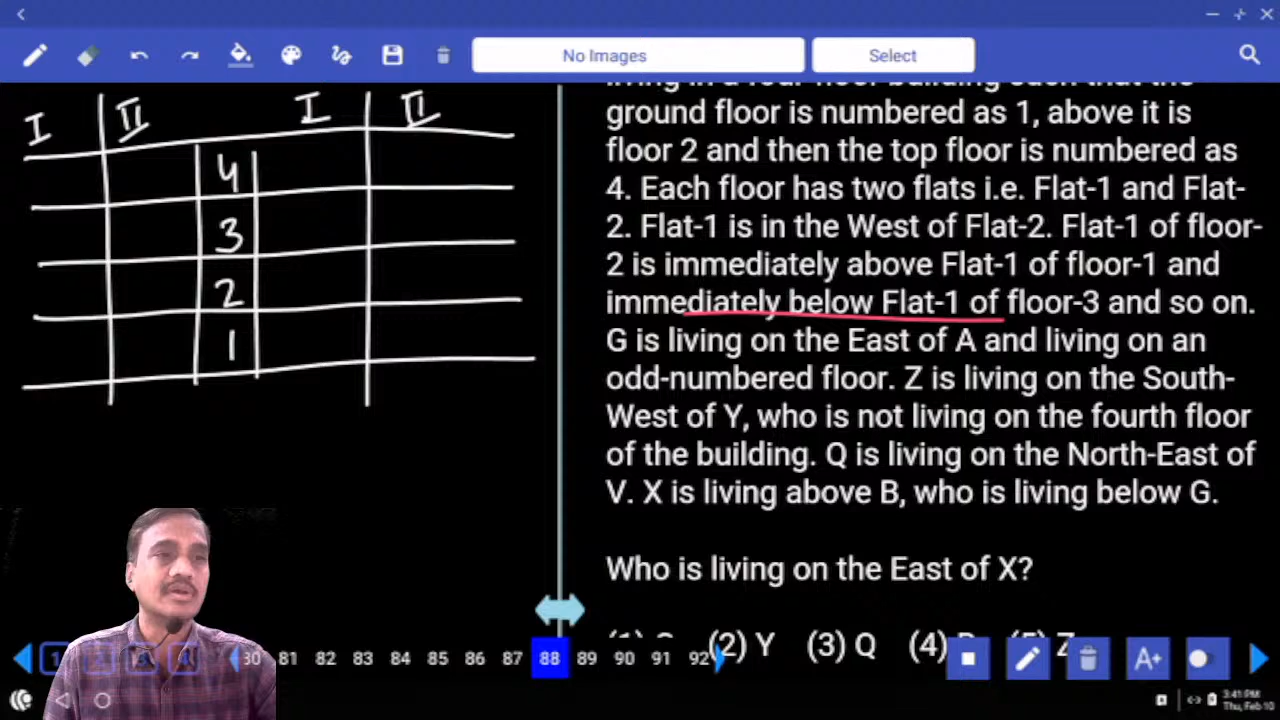 No Images
Select
I II I II
4
3
2
1
ground floor is numbered as 1, above it is
floor 2 and then the top floor is numbered as
4. Each floor has two flats i.e. Flat-1 and Flat-
2. Flat-1 is in the West of Flat-2. Flat-1 of floor-
2 is immediately above Flat-1 of floor-1 and
immediately below Flat-1 of floor-3 and so on.
G is living on the East of A and living on an
odd-numbered floor. Z is living on the South-
West of Y, who is not living on the fourth floor
of the building. Q is living on the North-East of
V. X is living above B, who is living below G.
Who is living on the East of X?
(2) Y (3) Q (4)
81 82 83 84 85 86 87 88 89 90 91 92
A+
3:41 PM
Thu, Feb 10